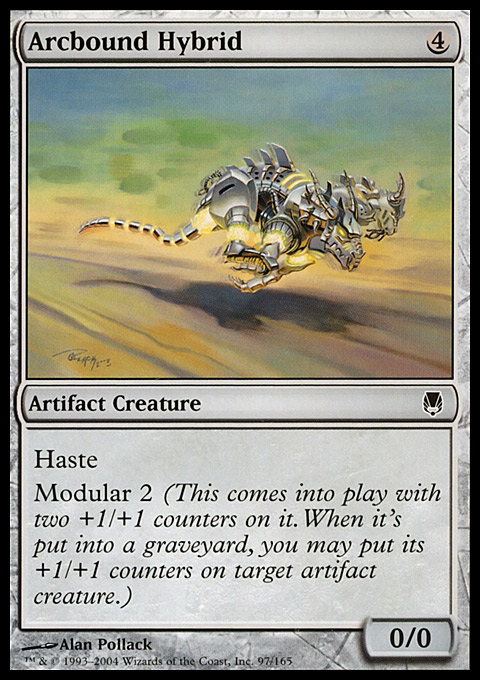 Arcbound Hybrid
4
Artifact Creature
Haste
Modular 2 (This comes into play with
two +1/+1 counters on it. When it's
put into a graveyard, you may put its
+1/+1 counters on target artifact
creature.)
Alan Pollack
0/0
™ & © 1993–2004 Wizards of the Coast, Inc. 97/165